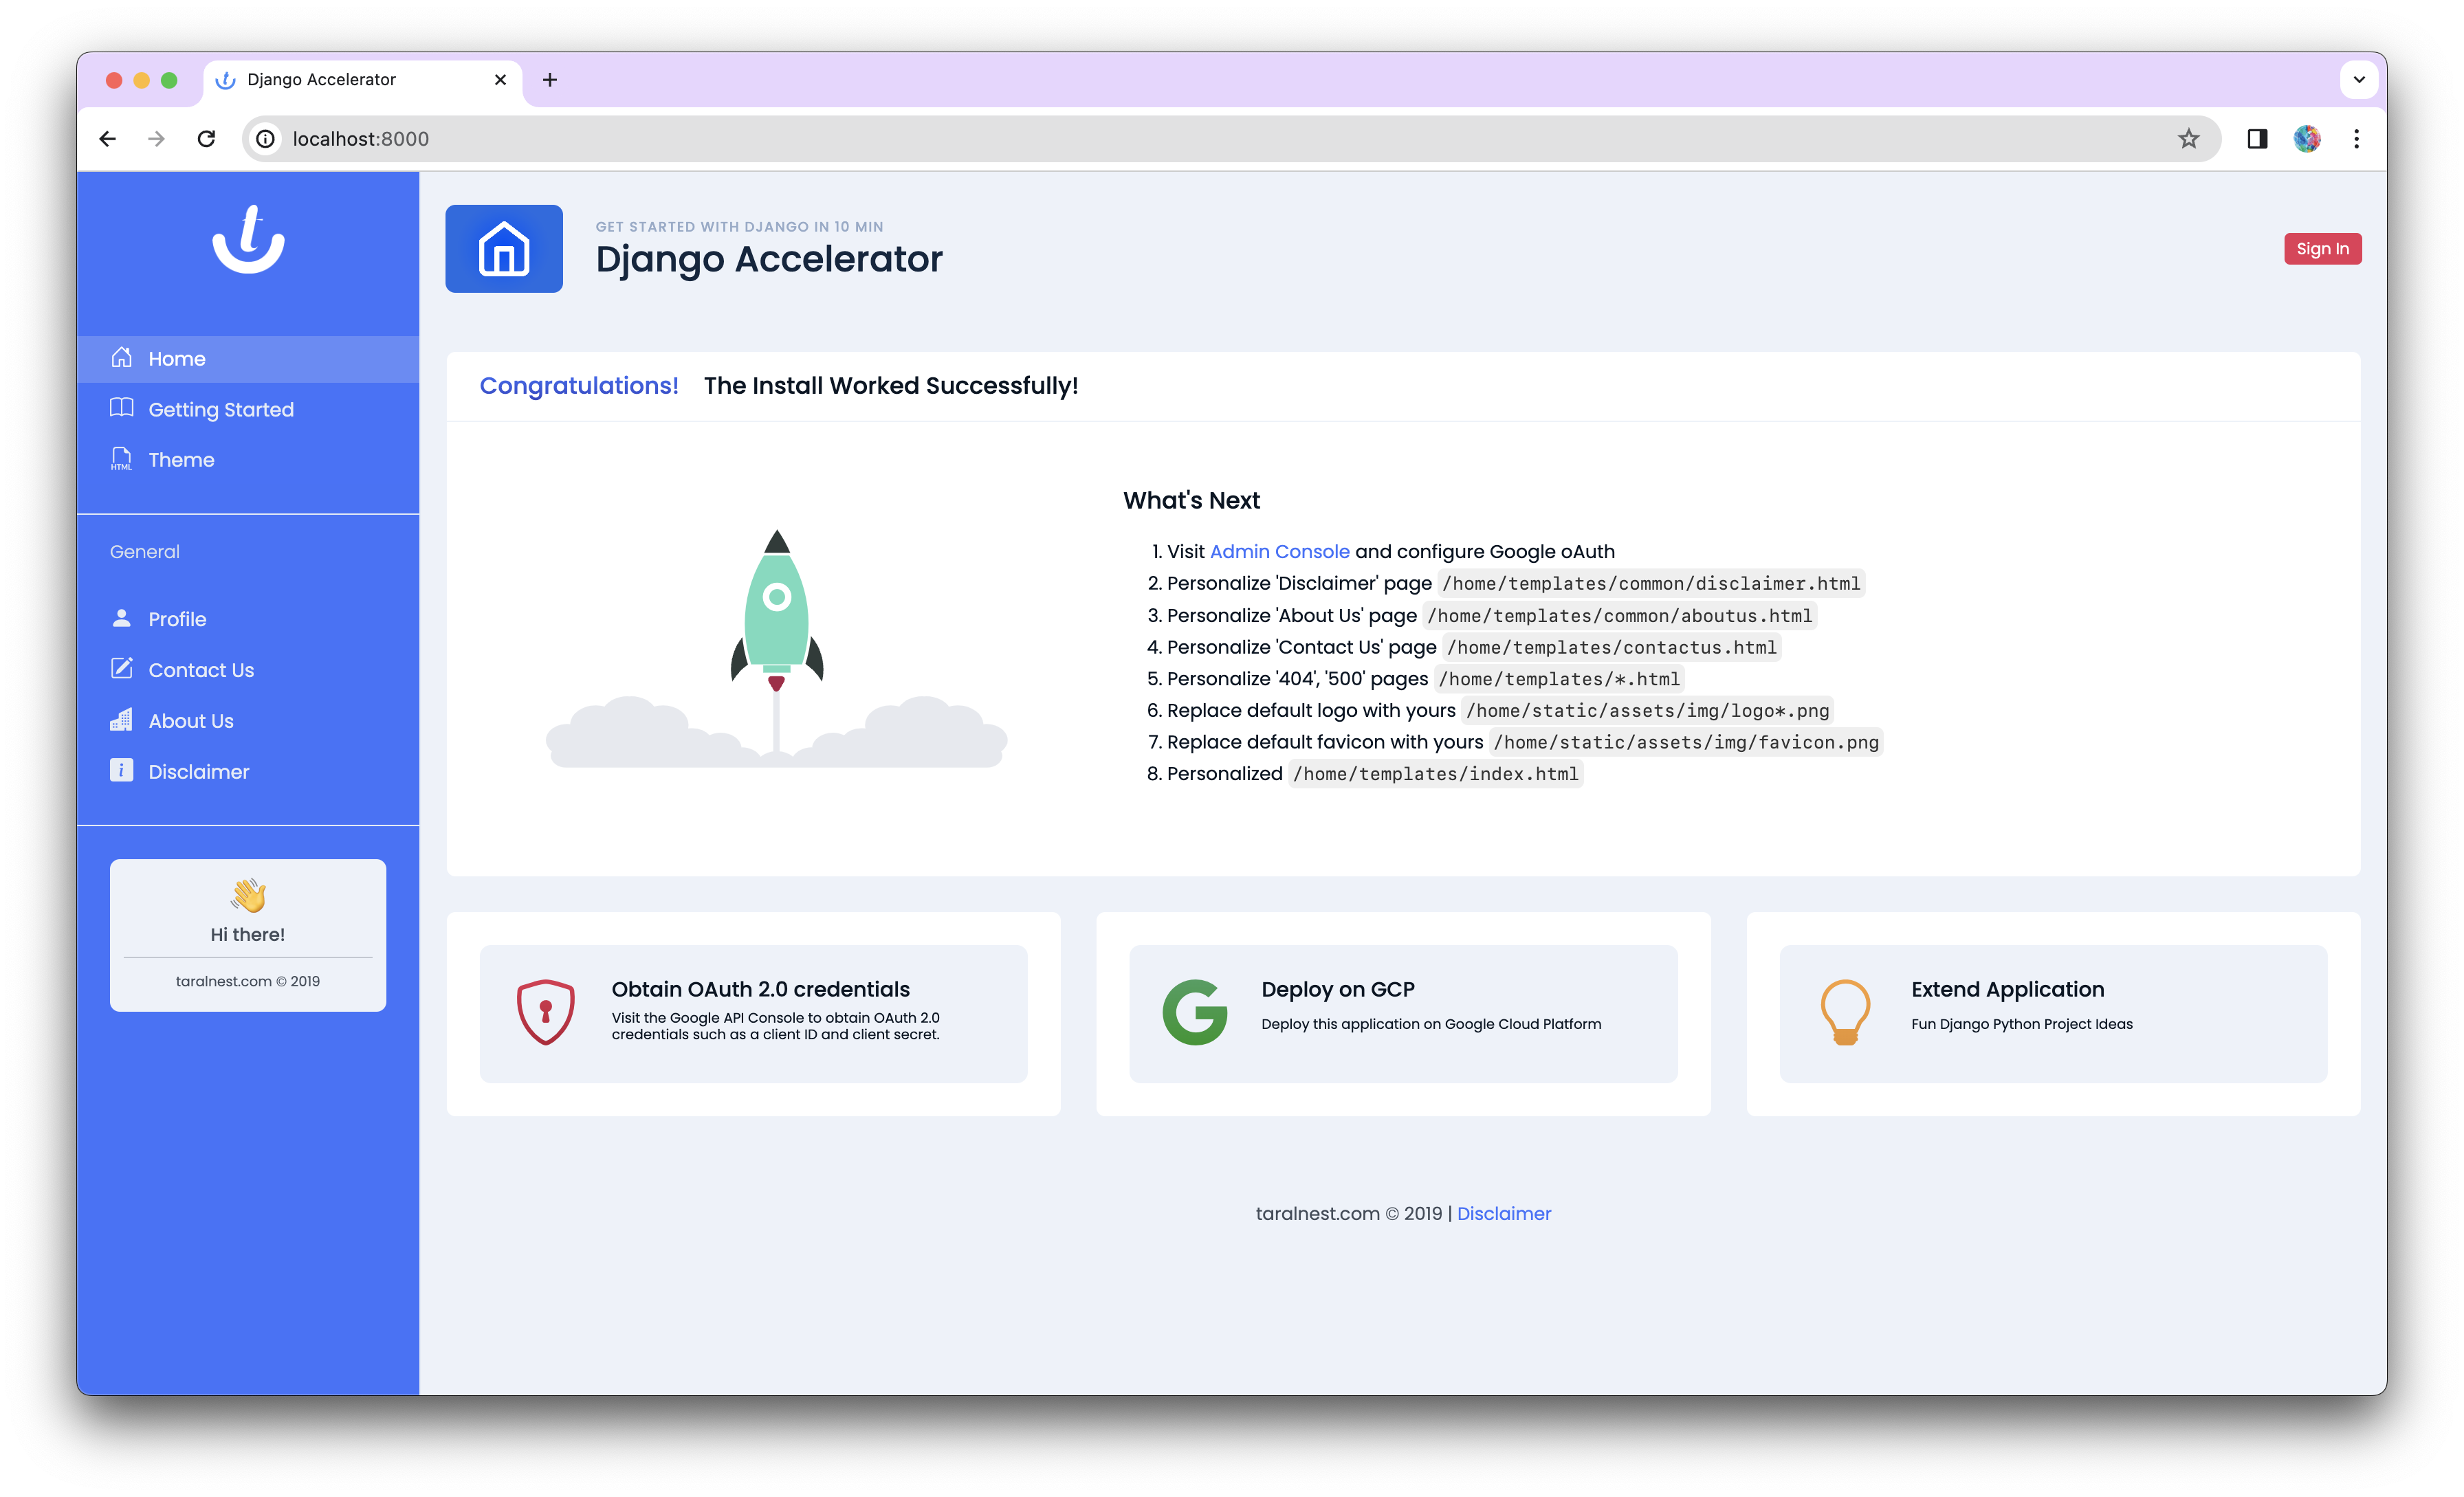 Django Accelerator
localhost:8000
GET STARTED WITH DJANGO IN 10 MIN
Django Accelerator
Sign In
Home
Getting Started
HTML Theme
General
Profile
Contact Us
About Us
Disclaimer
Hi there!
taralnest.com © 2019
Congratulations! The Install Worked Successfully!
What's Next
1. Visit Admin Console and configure Google oAuth
2. Personalize 'Disclaimer' page /home/templates/common/disclaimer.html
3. Personalize 'About Us' page /home/templates/common/aboutus.html
4. Personalize 'Contact Us' page /home/templates/contactus.html
5. Personalize '404', '500' pages /home/templates/*.html
6. Replace default logo with yours /home/static/assets/img/logo*.png
7. Replace default favicon with yours /home/static/assets/img/favicon.png
8. Personalized /home/templates/index.html
Obtain OAuth 2.0 credentials
Visit the Google API Console to obtain OAuth 2.0
credentials such as a client ID and client secret.
Deploy on GCP
Deploy this application on Google Cloud Platform
Extend Application
Fun Django Python Project Ideas
taralnest.com © 2019 | Disclaimer